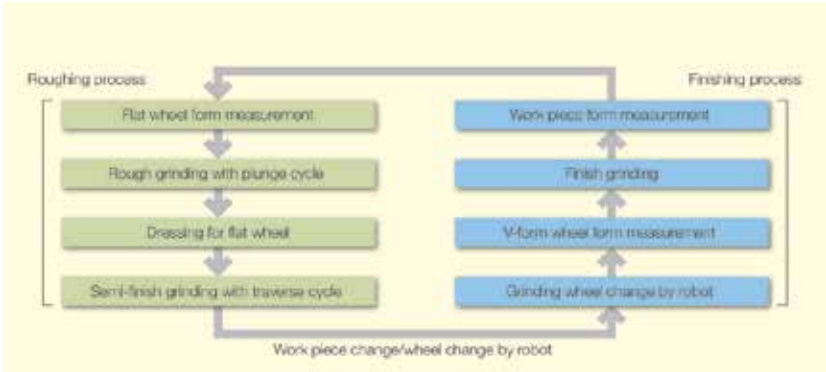 Roughing process
Flat wheel form measurement
Rough grinding with plunge cycle
Dressing for flat wheel
Semi-finish grinding with traverse cycle
Finishing process
Work piece form measurement
Finish grinding
V-form wheel form measurement
Grinding wheel change by robot
Work piece change/wheel change by robot